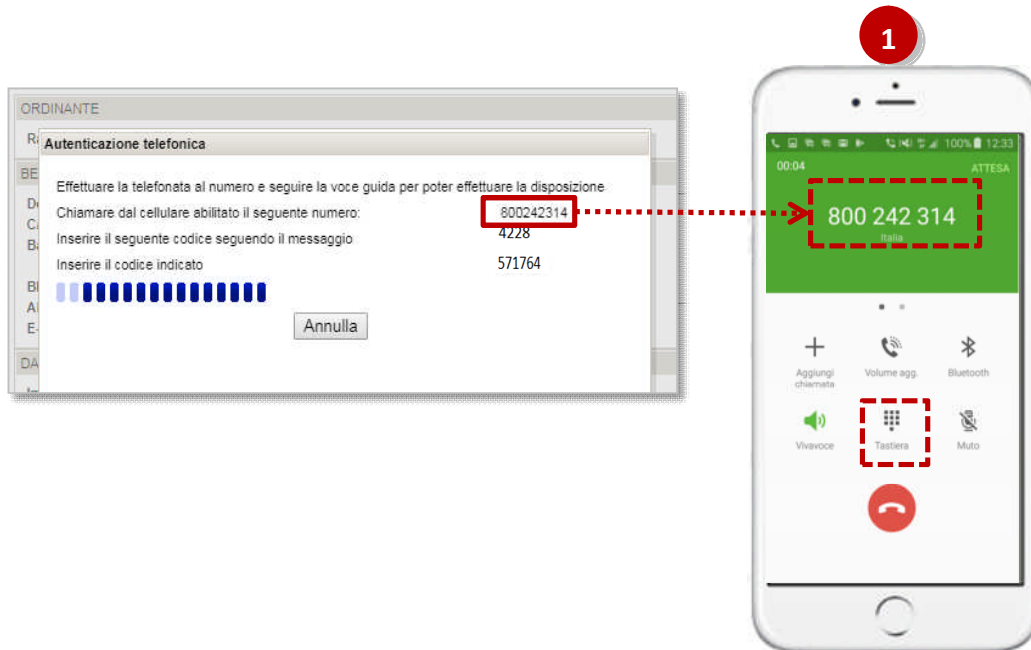 1
ORDINANTE
Autenticazione telefonica
Effettuare la telefonata al numero e seguire la voce guida per poter effettuare la disposizione
Chiamare dal cellulare abilitato il seguente numero: 800242314
Inserire il seguente codice seguendo il messaggio 4228
Inserire il codice indicato 571764
Annulla
BE
DA
100% 12:33
00:04 ATTESA
800 242 314
Italia
Aggiungi chiamata
Volume agg.
Bluetooth
Vivavoce
Tastiera
Muto